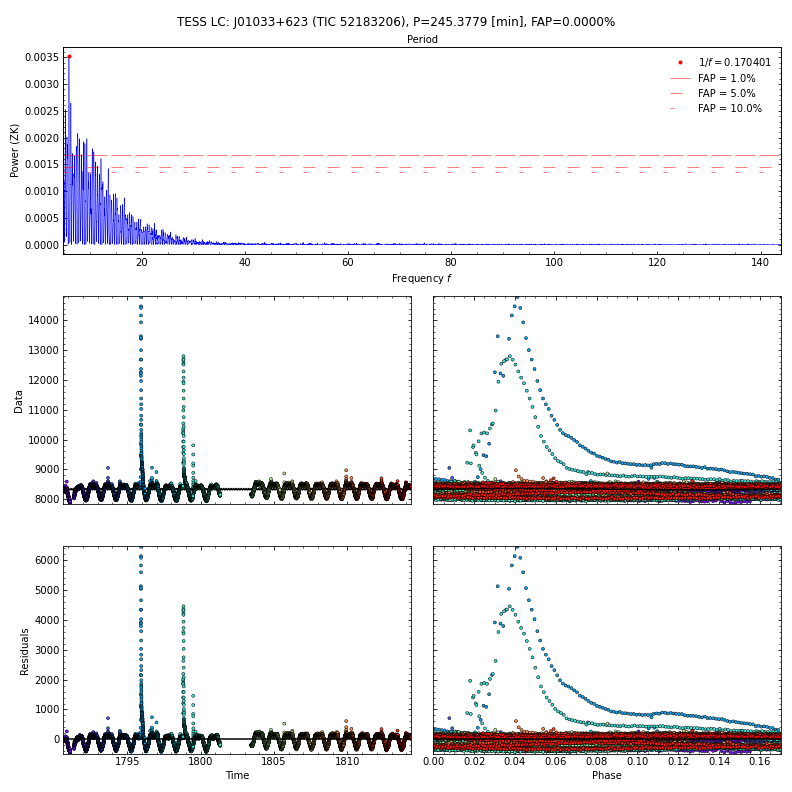 TESS LC: J01033+623 (TIC 52183206), P=245.3779 [min], FAP=0.0000%
Period
0.0035
0.0030
0.0025
0.0020
0.0015
0.0010
0.0005
0.0000
Power (ZK)
1/f = 0.170401
FAP = 1.0%
FAP = 5.0%
FAP = 10.0%
20 40 60 80 100 120 140
Frequency f
14000
13000
12000
11000
10000
9000
8000
Data
6000
5000
4000
3000
2000
1000
0
Residuals
1795 1800 1805 1810
Time
0.00 0.02 0.04 0.06 0.08 0.10 0.12 0.14 0.16
Phase